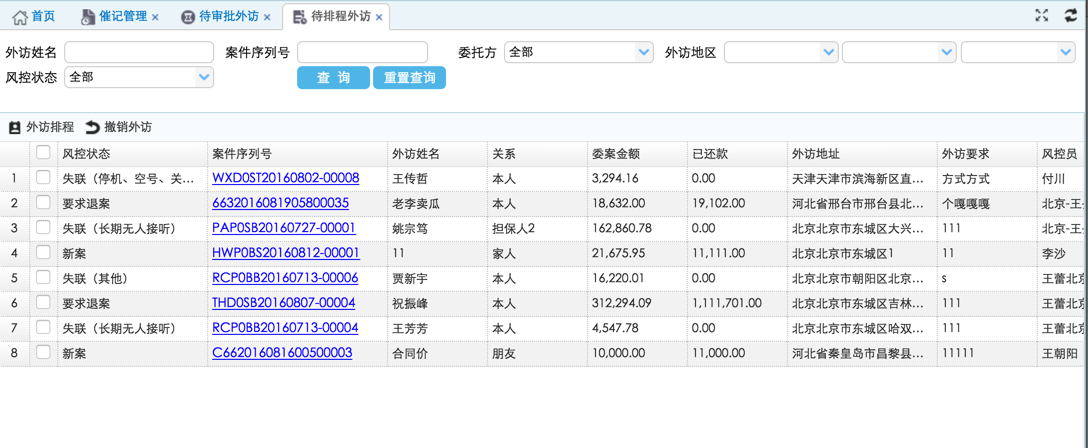 首页 催记管理 × 待审批外访 × 待排程外访 ×
外访姓名 案件序列号 委托方 全部 外访地区
风控状态 全部 查 询 重置查询
外访排程 撤销外访
风控状态 案件序列号 外访姓名 关系 委案金额 已还款 外访地址 外访要求 风控员
1 失联（停机、空号、关... WXD0ST20160802-00008 王传哲 本人 3,294.16 0.00 天津天津市滨海新区直... 方式方式 付川
2 要求退案 6632016081905800035 老李卖瓜 本人 18,632.00 19,102.00 河北省邢台市邢台县北... 个嘎嘎嘎 北京-王
3 失联（长期无人接听） PAP0SB20160727-00001 姚宗笃 担保人2 162,860.78 0.00 北京北京市东城区大兴... 111 北京-王
4 新案 HWP0BS20160812-00001 11 家人 21,675.95 11,111.00 北京北京市东城区1 11 李沙
5 失联（其他） RCP0BB20160713-00006 贾新宇 本人 16,220.01 0.00 北京北京市朝阳区北京... s 王蕾北京
6 要求退案 THD0SB20160807-00004 祝振峰 本人 312,294.09 1,111,701.00 北京北京市东城区吉林... 111 王蕾北京
7 失联（长期无人接听） RCP0BB20160713-00004 王芳芳 本人 4,547.78 0.00 北京北京市东城区哈双... 111 王蕾北京
8 新案 C662016081600500003 合同价 朋友 10,000.00 11,000.00 河北省秦皇岛市昌黎县... 11111 王朝阳